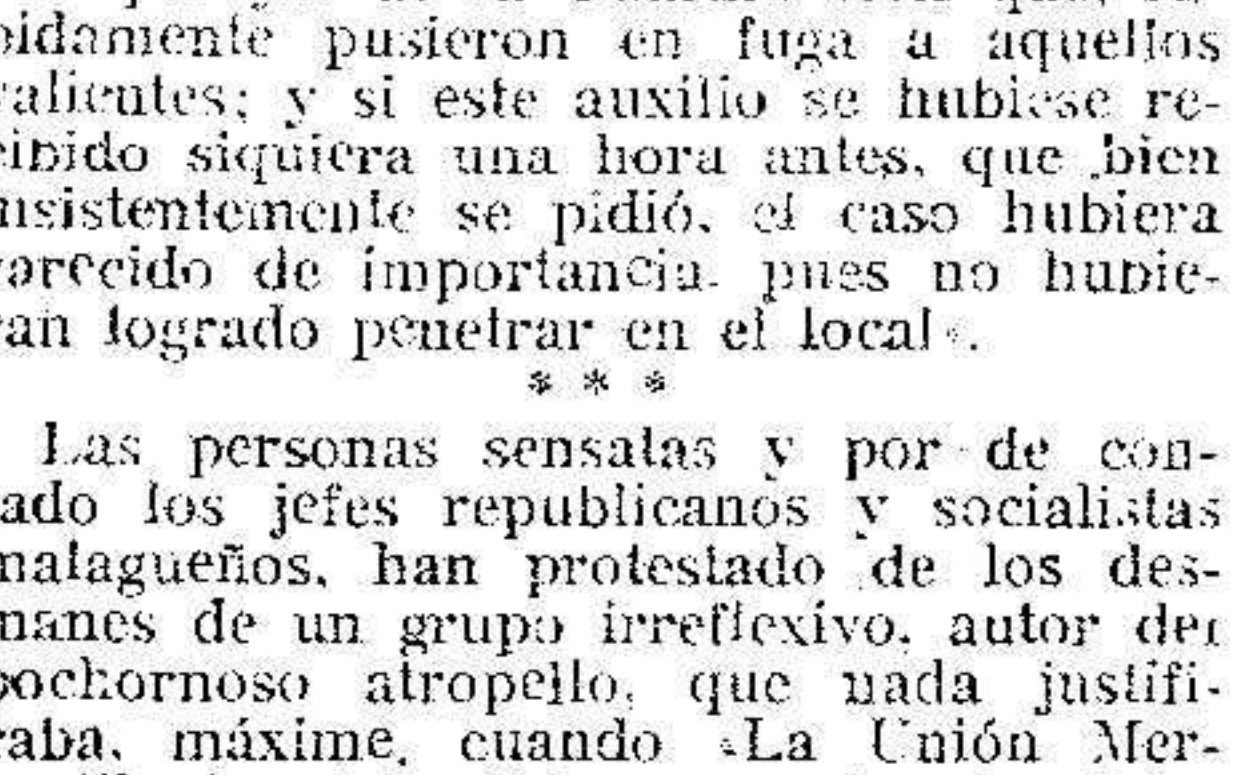 pidamente pusieron en fuga a aquellos
valientes; y si este auxilio se hubiese re-
cibido siquiera una hora antes, que bien
insistentemente se pidió, el caso hubiera
carecido de importancia, pues no hubie-
ran logrado penetrar en el local».
* * *
Las personas sensatas y por de con-
tado los jefes republicanos y socialistas
malagueños, han protestado de los des-
manes de un grupo irreflexivo, autor del
bochornoso atropello, que nada justifi-
caba, máxime, cuando «La Unión Mer-